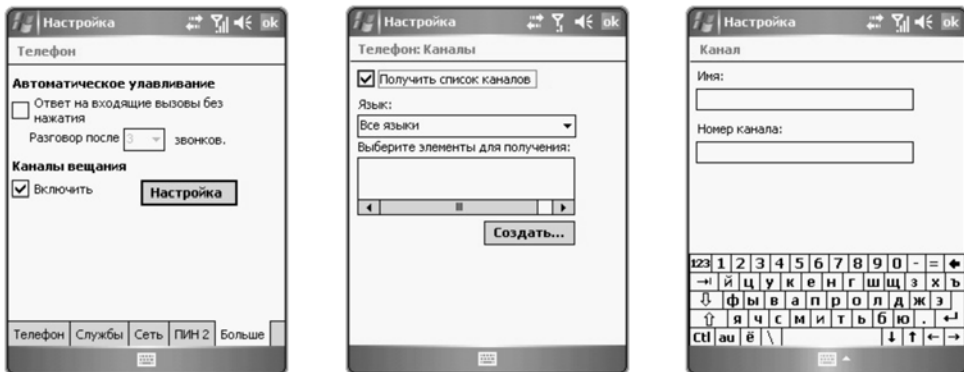 Настройка
ok
Телефон
Автоматическое улавливание
Ответ на входящие вызовы без
нажатия
Разговор после 3 звонков.
Каналы вещания
Включить Настройка
Телефон Службы Сеть ПИН 2 Больше
Настройка
ok
Телефон: Каналы
Получить список каналов
Язык:
Все языки
Выберите элементы для получения:
Создать...
Настройка
ok
Канал
Имя:
Номер канала:
123 1 2 3 4 5 6 7 8 9 0 - =
й ц у к е н г ш щ з х ъ
ф ы в а п р о л д ж э
я ч с м и т ь б ю .
Ctl au ё \